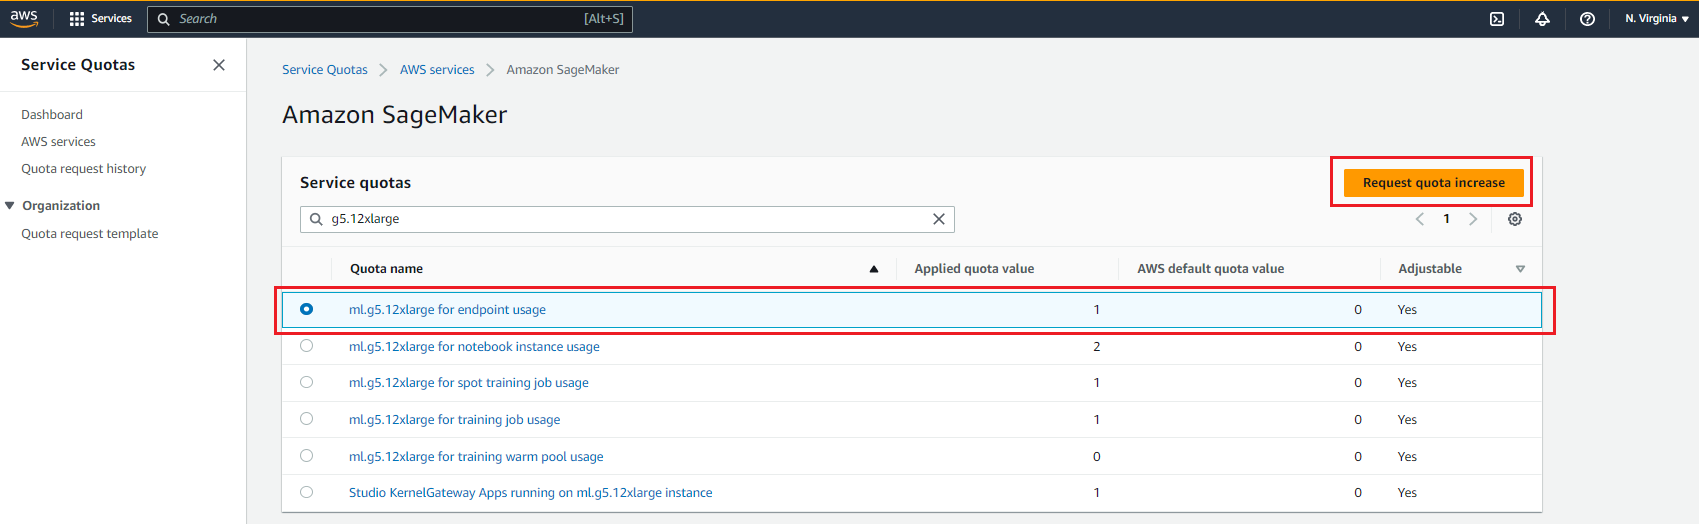 aws Services Search [Alt+S] N. Virginia
Service Quotas
Dashboard
AWS services
Quota request history
Organization
Quota request template
Service Quotas AWS services Amazon SageMaker
Amazon SageMaker
Service quotas Request quota increase
g5.12xlarge 1
Quota name Applied quota value AWS default quota value Adjustable
ml.g5.12xlarge for endpoint usage 1 0 Yes
ml.g5.12xlarge for notebook instance usage 2 0 Yes
ml.g5.12xlarge for spot training job usage 1 0 Yes
ml.g5.12xlarge for training job usage 1 0 Yes
ml.g5.12xlarge for training warm pool usage 0 0 Yes
Studio KernelGateway Apps running on ml.g5.12xlarge instance 1 0 Yes